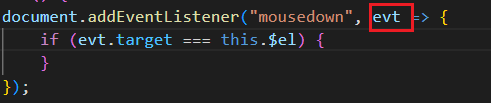 document.addEventListener("mousedown", evt => {
if (evt.target === this.$el) {
}
});